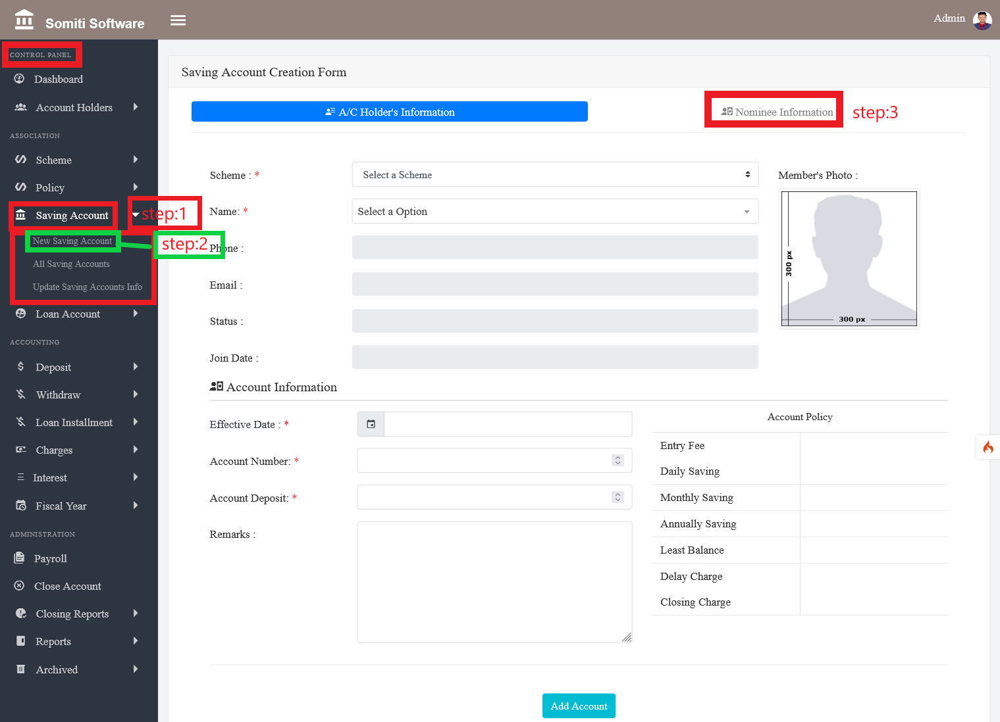 Somiti Software
Admin
CONTROL PANEL
Dashboard
Account Holders
ASSOCIATION
Scheme
Policy
Saving Account
step:1
New Saving Account
step:2
All Saving Accounts
Update Saving Accounts Info
Loan Account
ACCOUNTING
Deposit
Withdraw
Loan Installment
Charges
Interest
Fiscal Year
ADMINISTRATION
Payroll
Close Account
Closing Reports
Reports
Archived
Saving Account Creation Form
A/C Holder's Information
Nominee Information
step:3
Scheme : *
Select a Scheme
Name: *
Select a Option
Phone :
Email :
Status :
Join Date :
Member's Photo :
300 px
300 px
Account Information
Effective Date : *
Account Number: *
Account Deposit: *
Remarks :
Account Policy
Entry Fee
Daily Saving
Monthly Saving
Annually Saving
Least Balance
Delay Charge
Closing Charge
Add Account